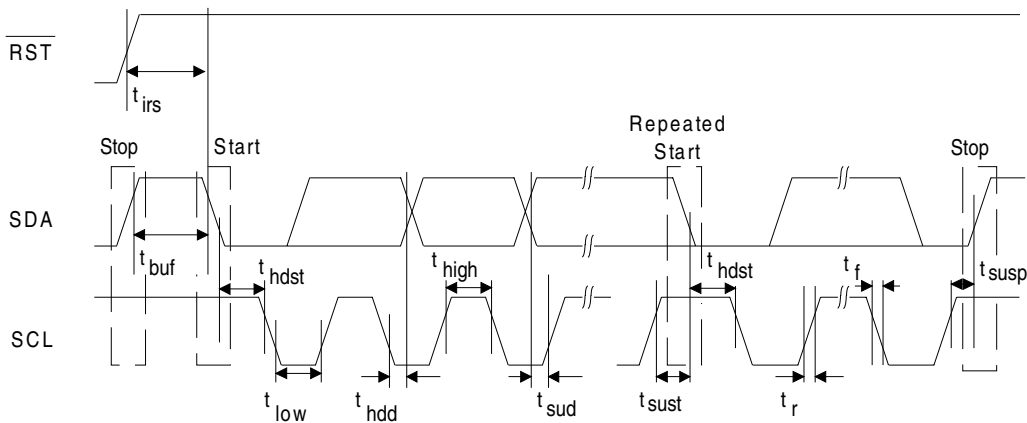 RST
t irs
Repeated
Stop Start Start Stop
SDA
t buf t hdst t high t hdst t f t susp
SCL
t low t hdd t sud t sust t r